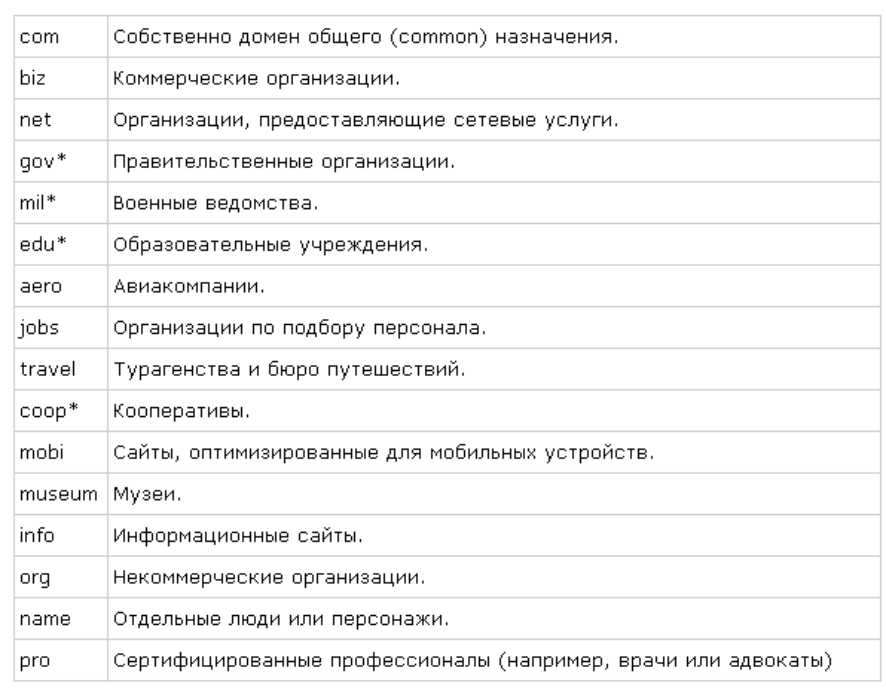 com Собственно домен общего (common) назначения.
biz Коммерческие организации.
net Организации, предоставляющие сетевые услуги.
gov* Правительственные организации.
mil* Военные ведомства.
edu* Образовательные учреждения.
aero Авиакомпании.
jobs Организации по подбору персонала.
travel Турагенства и бюро путешествий.
coop* Кооперативы.
mobi Сайты, оптимизированные для мобильных устройств.
museum Музеи.
info Информационные сайты.
org Некоммерческие организации.
name Отдельные люди или персонажи.
pro Сертифицированные профессионалы (например, врачи или адвокаты)